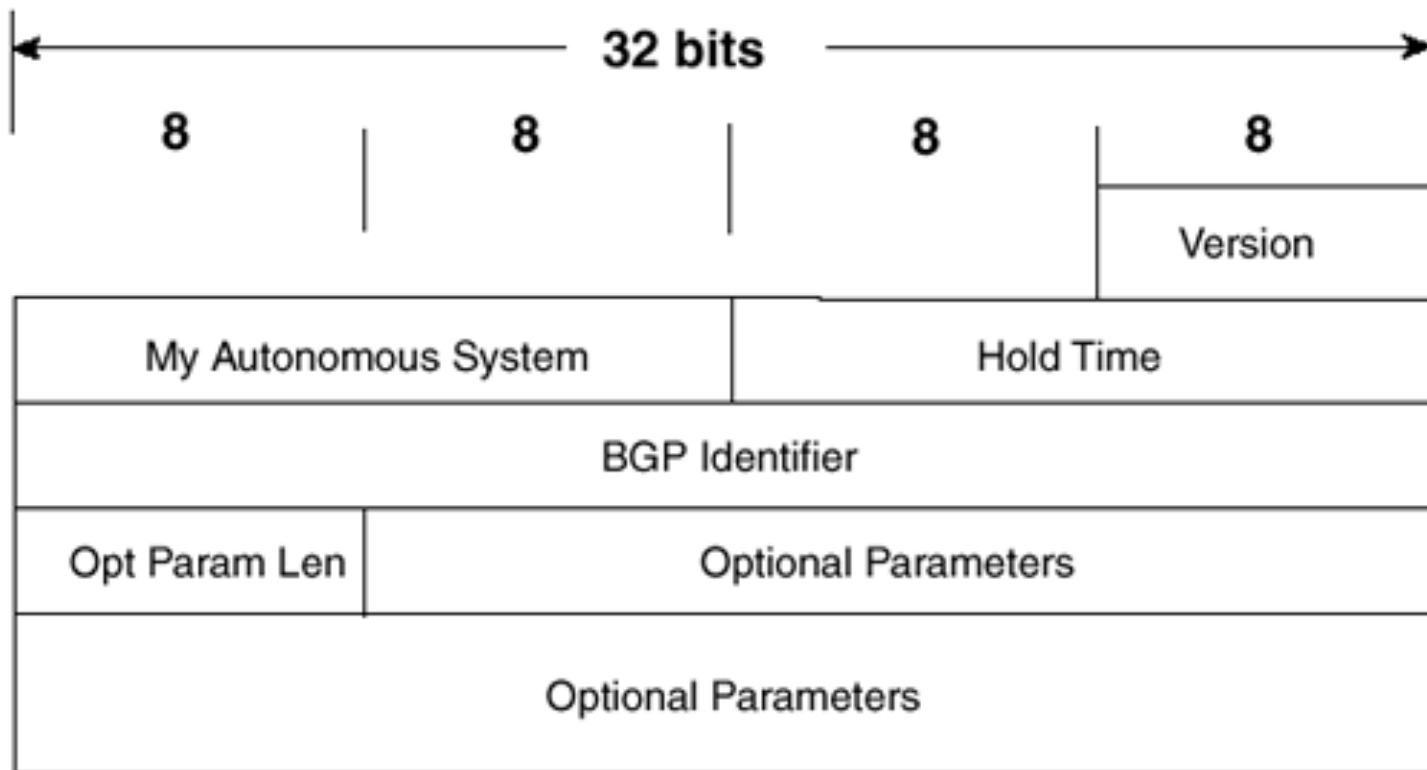 32 bits
8 8 8 8
Version
My Autonomous System Hold Time
BGP Identifier
Opt Param Len Optional Parameters
Optional Parameters